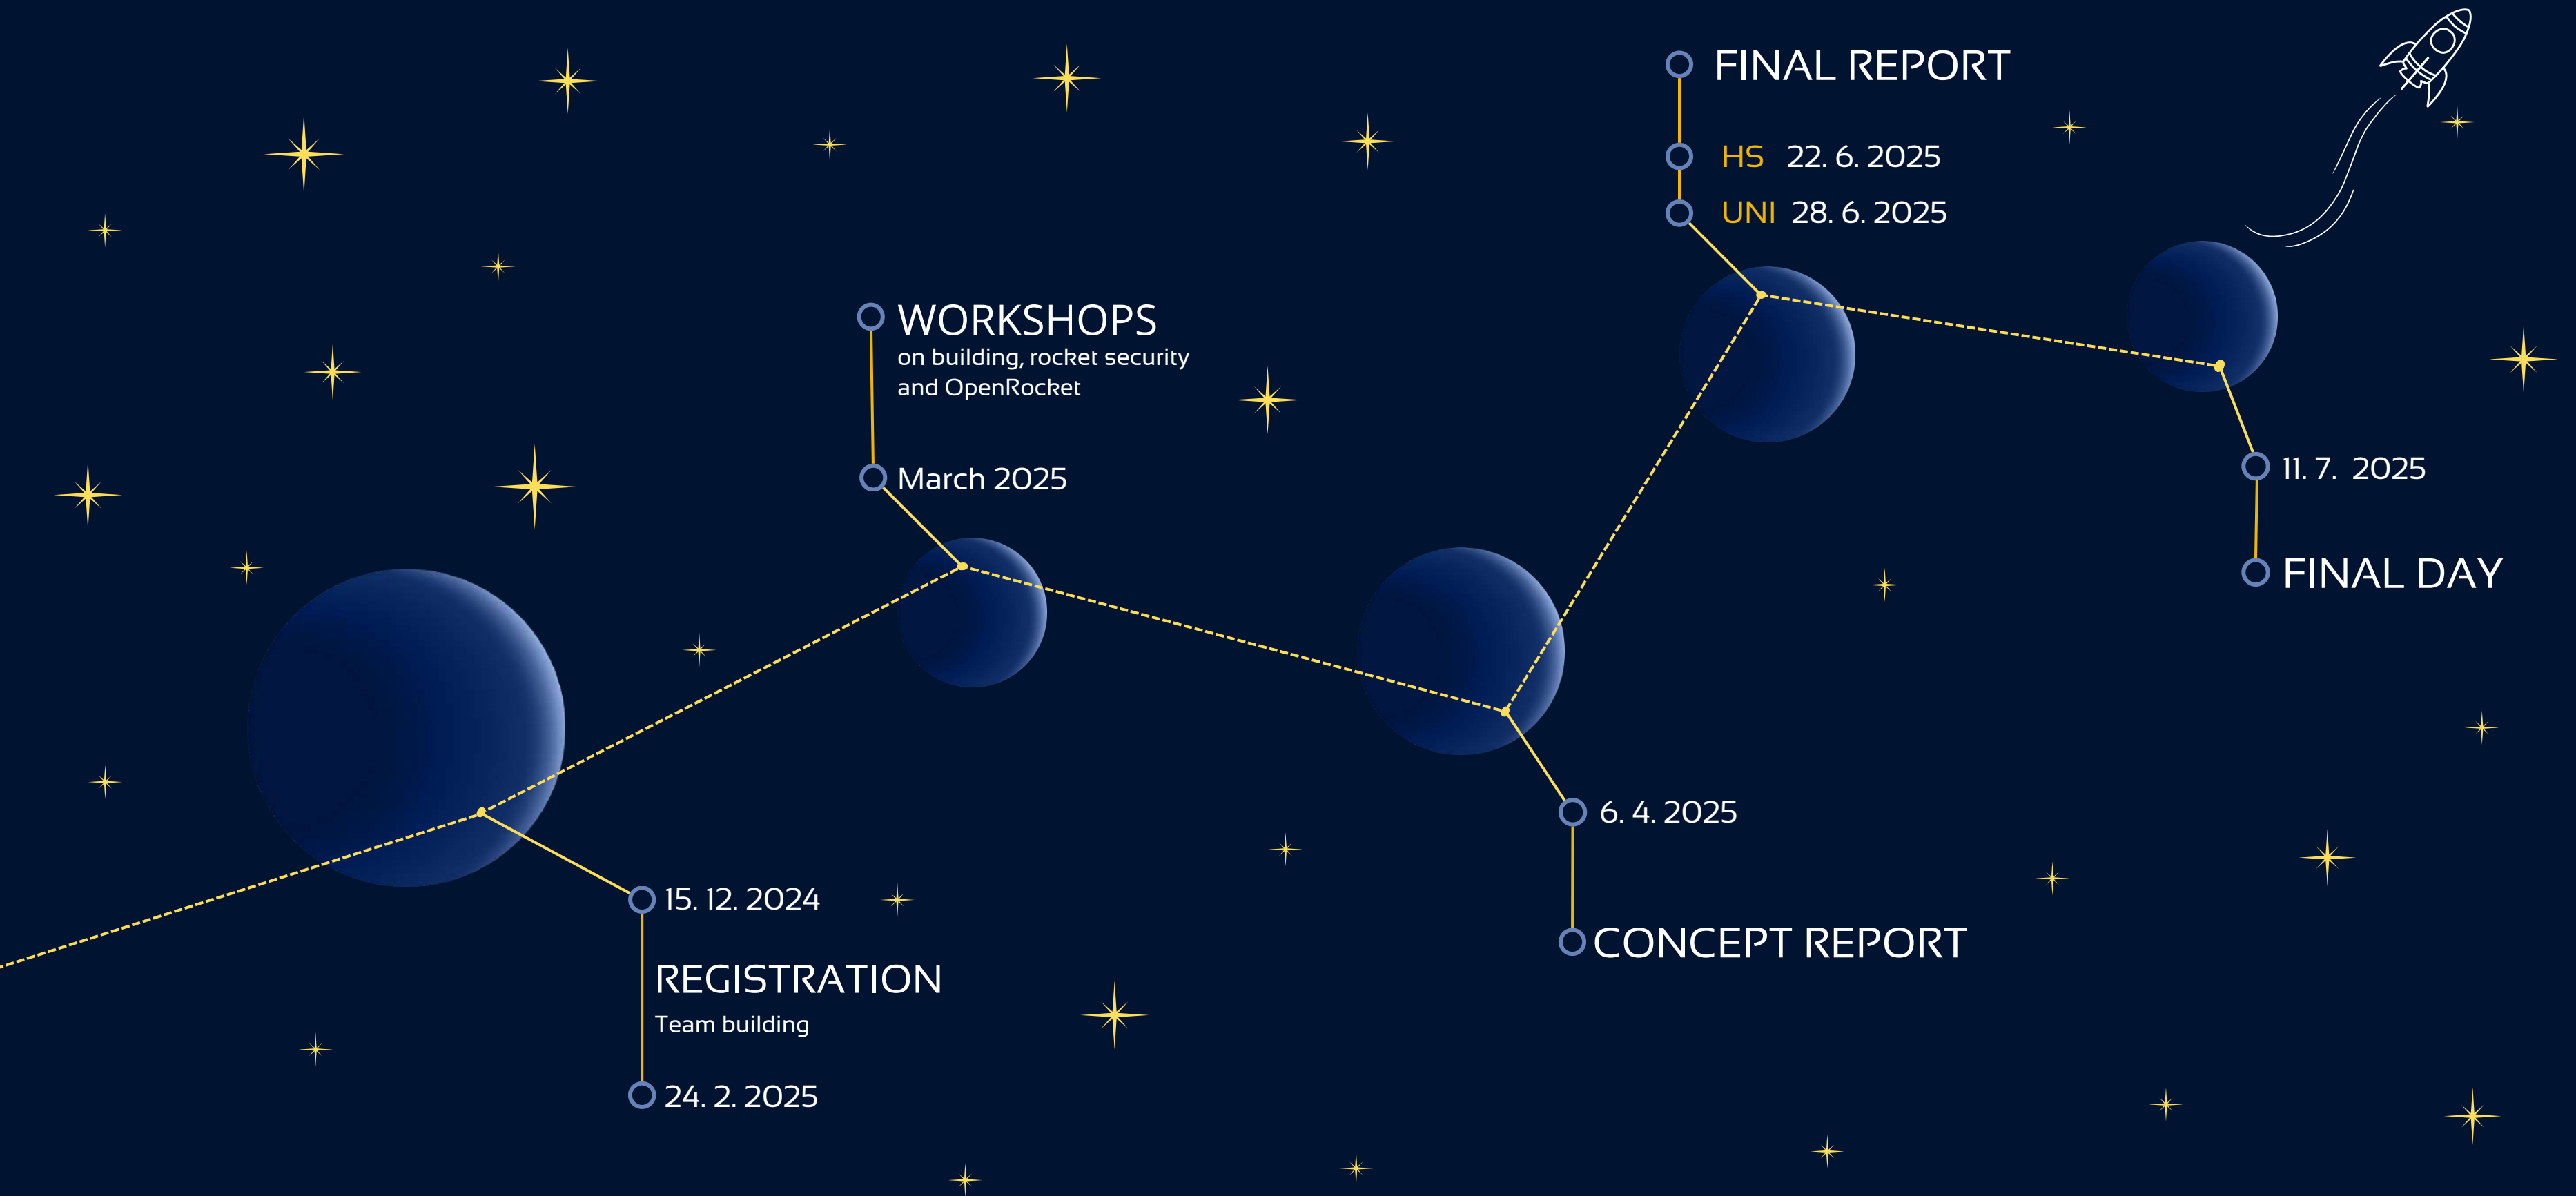 15. 12. 2024
REGISTRATION
Team building
24. 2. 2025
WORKSHOPS
on building, rocket security
and OpenRocket
March 2025
6. 4. 2025
CONCEPT REPORT
FINAL REPORT
HS 22. 6. 2025
UNI 28. 6. 2025
11. 7. 2025
FINAL DAY